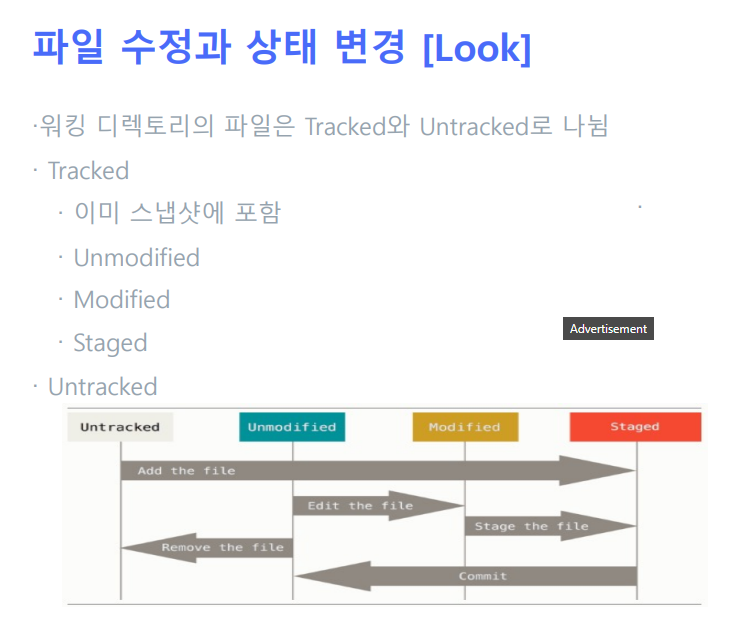 파일 수정과 상태 변경 [Look]
·워킹 디렉토리의 파일은 Tracked와 Untracked로 나뉨
· Tracked
· 이미 스냅샷에 포함
· Unmodified
· Modified
· Staged
Advertisement
· Untracked
Untracked Unmodified Modified Staged
Add the file
Edit the file
Stage the file
Remove the file
Commit